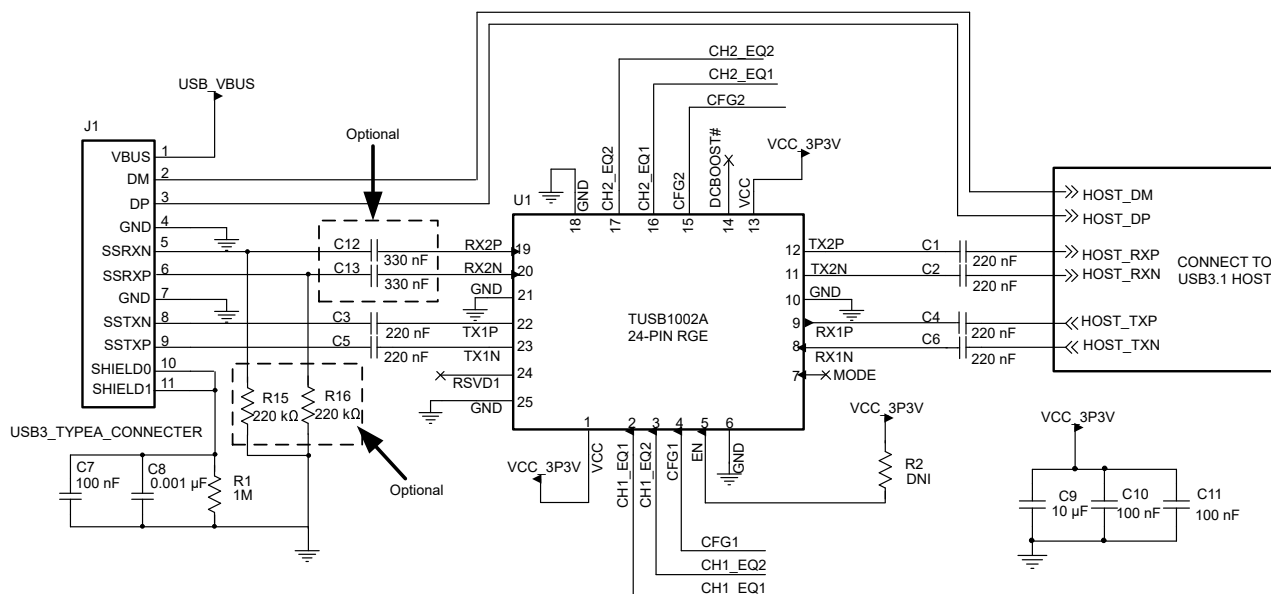 CH2_EQ2
CH2_EQ1
CFG2
USB_VBUS
J1
Optional
VCC_3P3V
VBUS 1
DM 2
DP 3
GND 4
SSRXN 5
SSRXP 6
GND 7
SSTXN 8
SSTXP 9
SHIELD0 10
SHIELD1 11
USB3_TYPEA_CONNECTER
C12
330 nF
C13
330 nF
C3
220 nF
C5
220 nF
R15
220 kΩ
R16
220 kΩ
Optional
C7
100 nF
C8
0.001 µF
R1
1M
U1
GND
18
CH2_EQ2
17
CH2_EQ1
16
CFG2
15
DCBOOST#
14
VCC
13
RX2P 19
RX2N 20
GND 21
TX1P 22
TX1N 23
RSVD1 24
GND 25
TUSB1002A
24-PIN RGE
12 TX2P
11 TX2N
10 GND
9 RX1P
8 RX1N
7 MODE
1
VCC
2
CH1_EQ1
3
CH1_EQ2
4
CFG1
5
EN
6
GND
VCC_3P3V
CFG1
CH1_EQ2
CH1_EQ1
VCC_3P3V
R2
DNI
C1
220 nF
C2
220 nF
C4
220 nF
C6
220 nF
HOST_DM
HOST_DP
HOST_RXP
HOST_RXN
HOST_TXP
HOST_TXN
CONNECT TO
USB3.1 HOST
VCC_3P3V
C9
10 µF
C10
100 nF
C11
100 nF